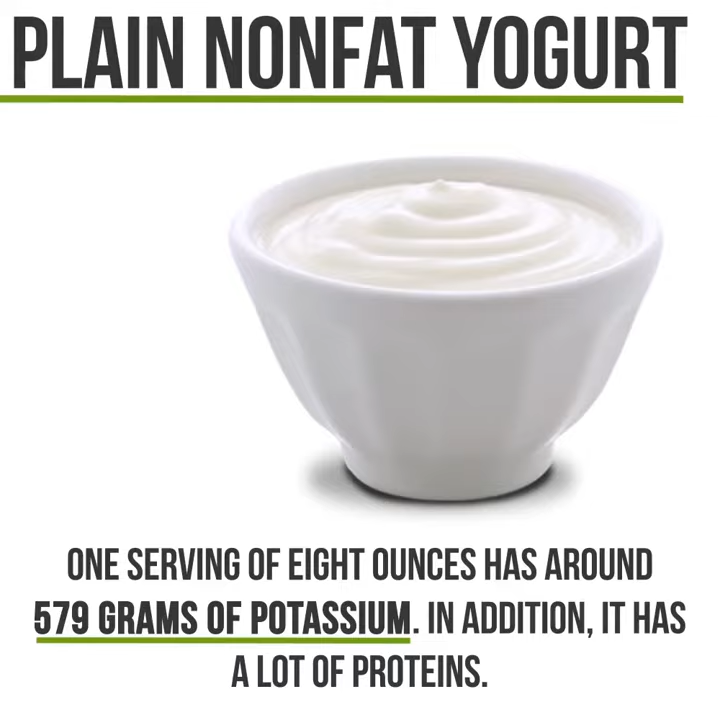 PLAIN NONFAT YOGURT
ONE SERVING OF EIGHT OUNCES HAS AROUND
579 GRAMS OF POTASSIUM. IN ADDITION, IT HAS
A LOT OF PROTEINS.